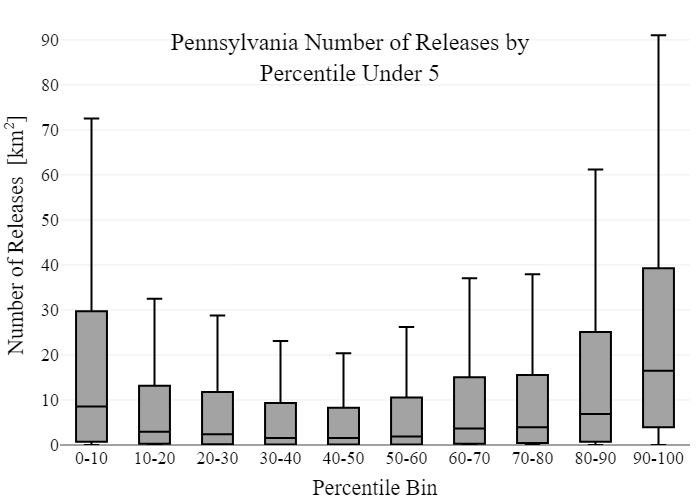 Pennsylvania Number of Releases by
Percentile Under 5
Number of Releases [km²]
90
80
70
60
50
40
30
20
10
0
0-10 10-20 20-30 30-40 40-50 50-60 60-70 70-80 80-90 90-100
Percentile Bin